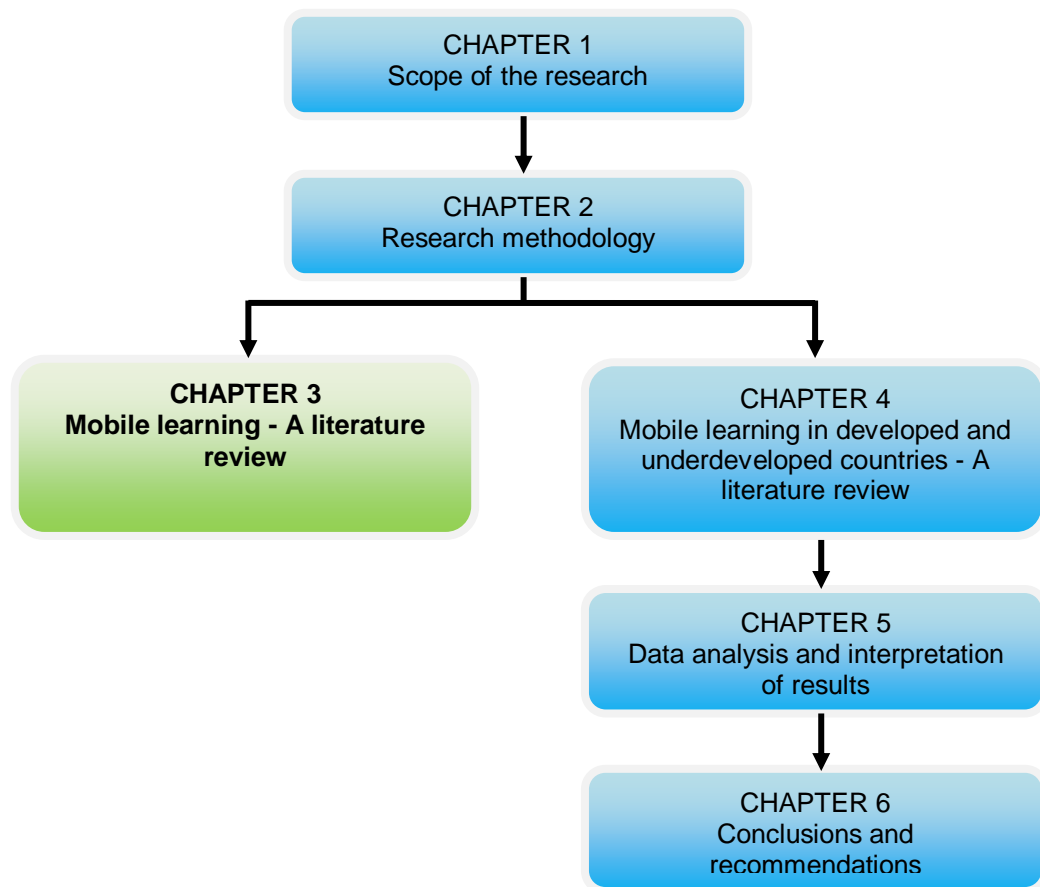 CHAPTER 1
Scope of the research
CHAPTER 2
Research methodology
CHAPTER 3
Mobile learning - A literature
review
CHAPTER 4
Mobile learning in developed and
underdeveloped countries - A
literature review
CHAPTER 5
Data analysis and interpretation
of results
CHAPTER 6
Conclusions and
recommendations